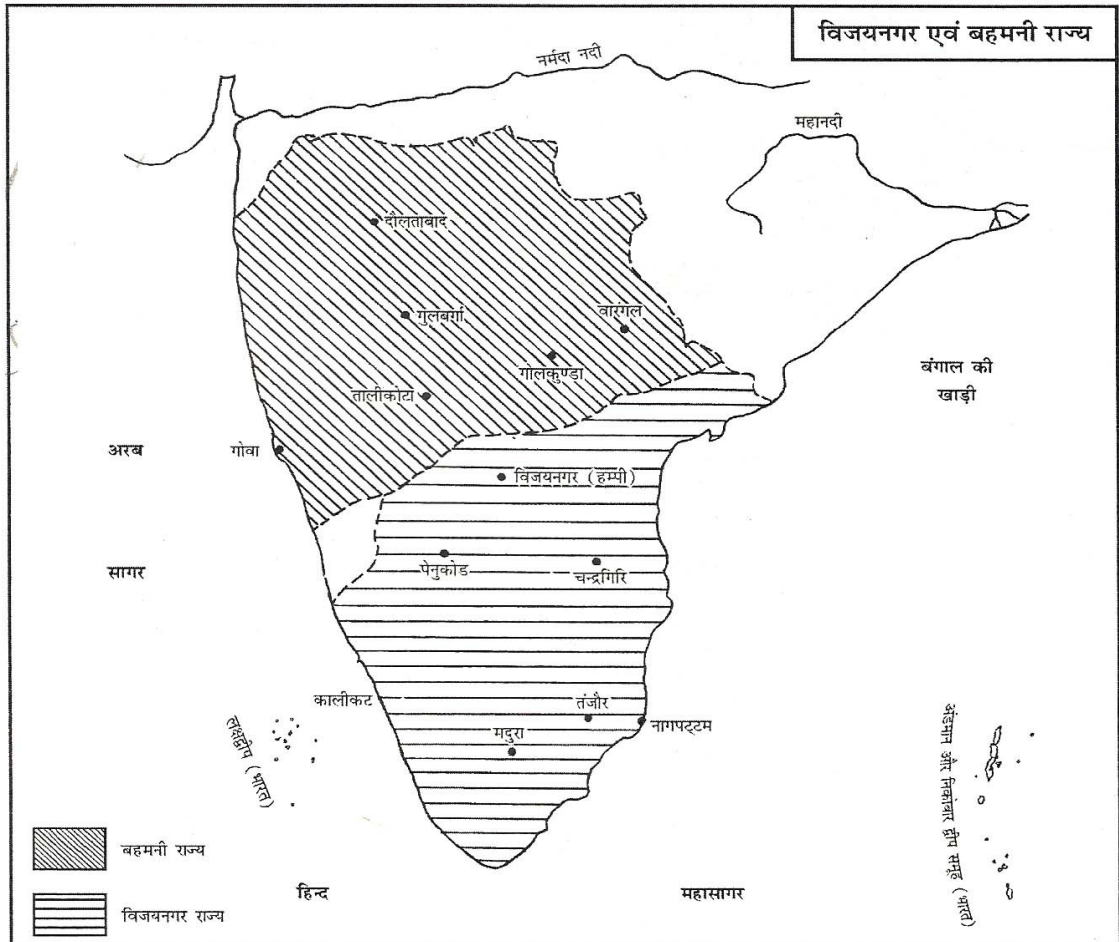 विजयनगर एवं बहमनी राज्य
नर्मदा नदी
महानदी
दौलताबाद
गुलबर्गा
वारंगल
गोलकुण्डा
तालीकोटा
बंगाल की
खाड़ी
अरब
गोवा
विजयनगर (हम्पी)
सागर
पेनुकोड
चन्द्रगिरि
कालीकट
तंजौर
नागपट्टम
मदुरा
लक्षद्वीप (भारत)
अंडमान और निकोबार द्वीप समूह (भारत)
बहमनी राज्य
विजयनगर राज्य
हिन्द
महासागर